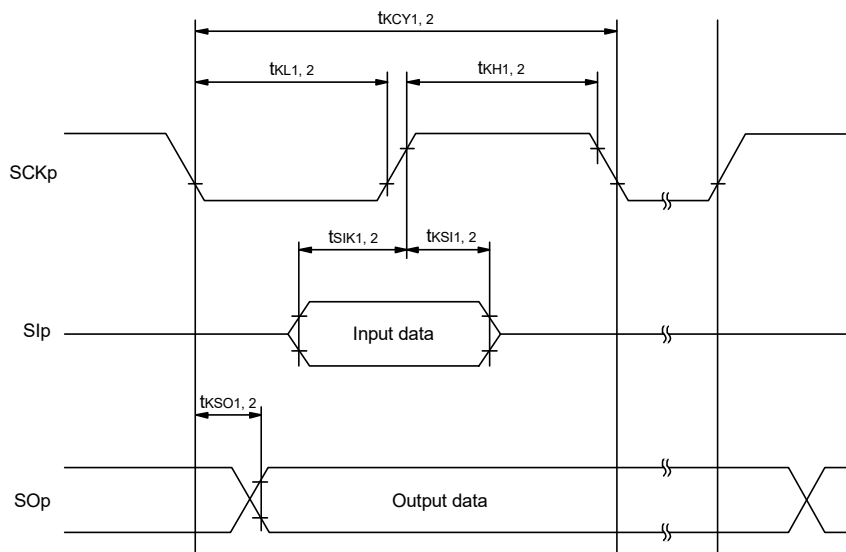 tKCY1, 2
tKL1, 2
tKH1, 2
SCKp
tSIK1, 2
tKSI1, 2
SIp
Input data
tKSO1, 2
SOp
Output data